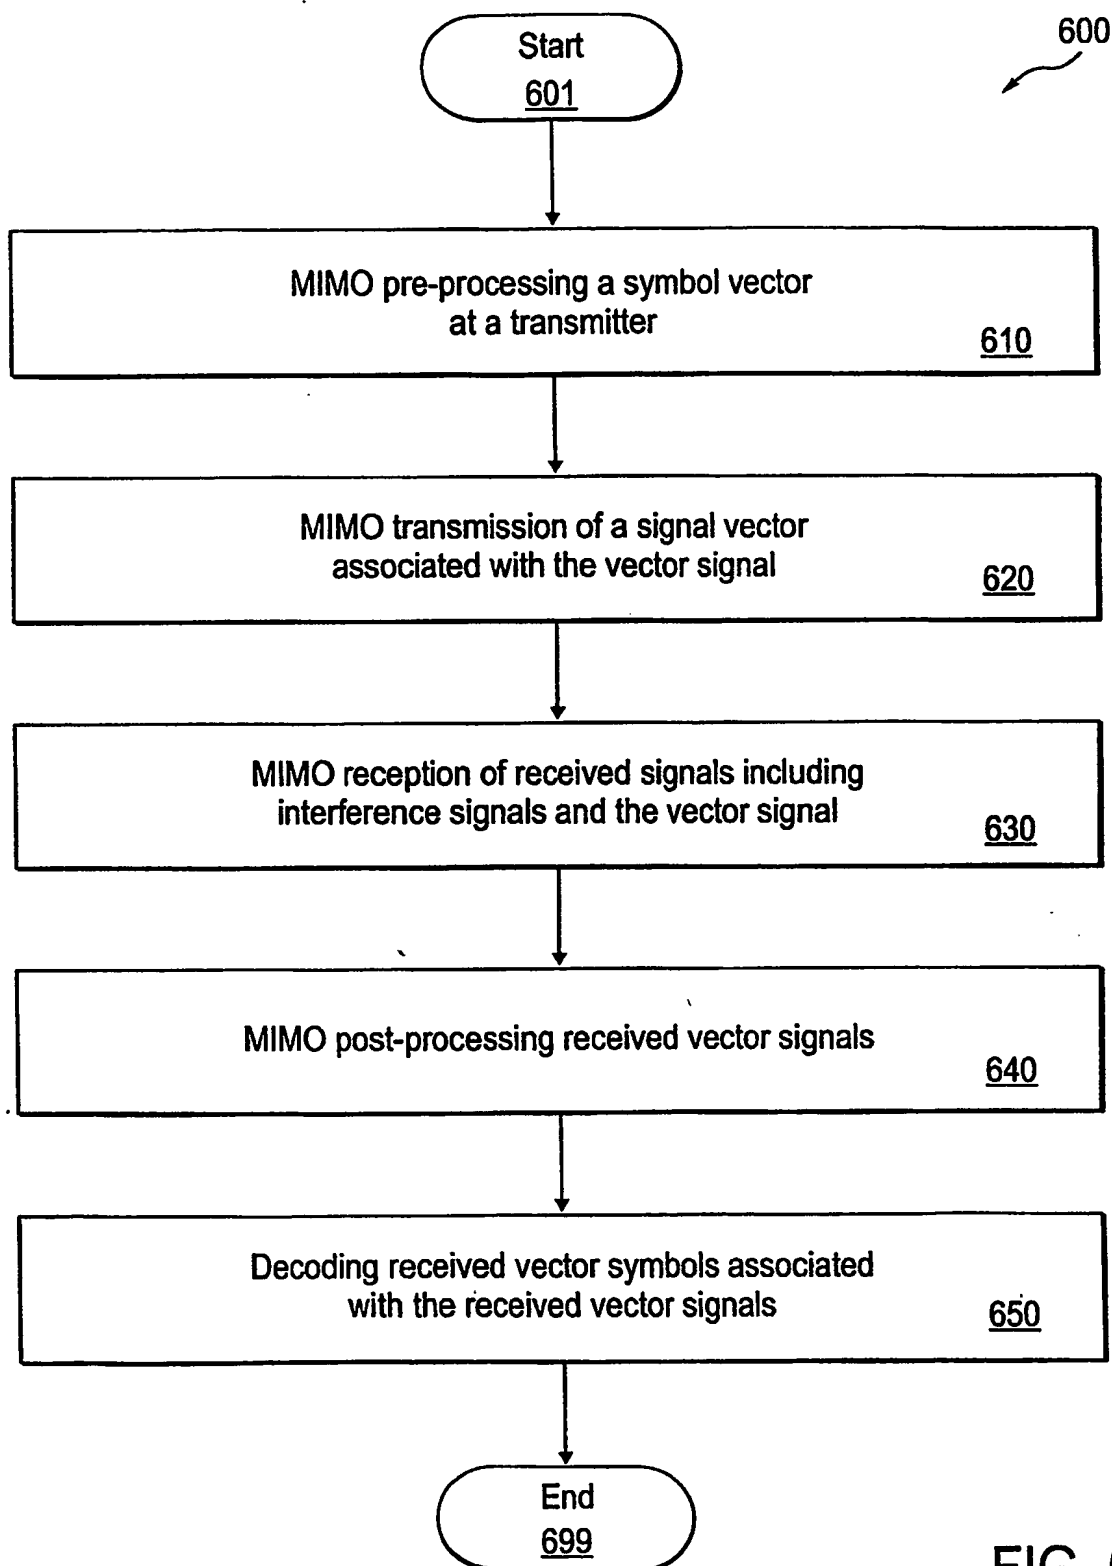 600
Start
601
MIMO pre-processing a symbol vector
at a transmitter
610
MIMO transmission of a signal vector
associated with the vector signal
620
MIMO reception of received signals including
interference signals and the vector signal
630
MIMO post-processing received vector signals
640
Decoding received vector symbols associated
with the received vector signals
650
End
699
FIG.